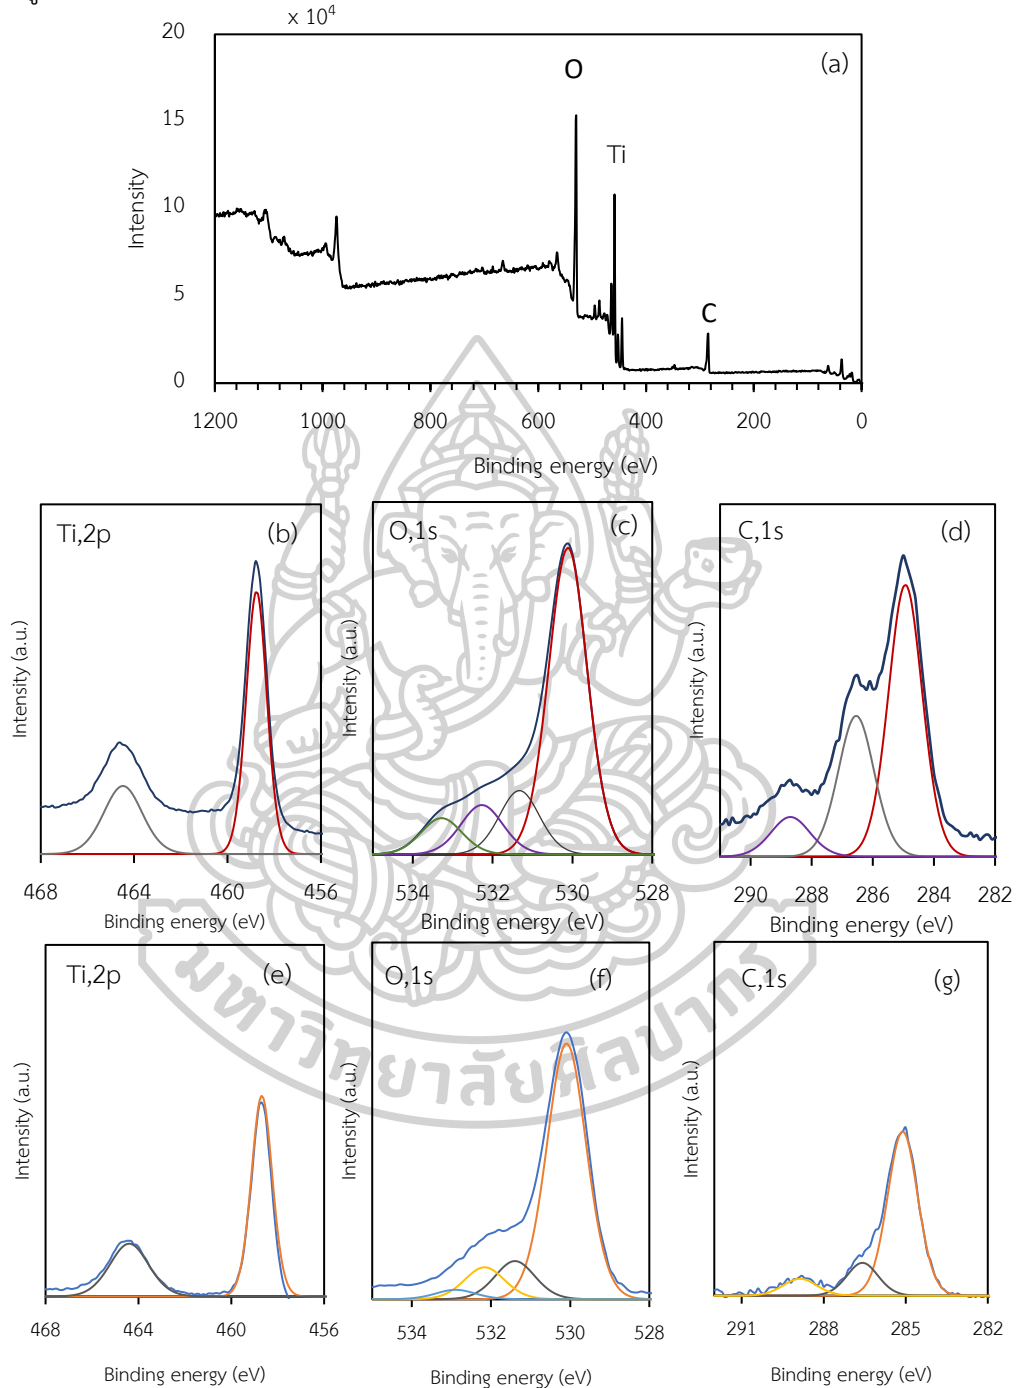 x 10⁴
20
15
10
5
0
Intensity
(a)
O
Ti
C
1200 1000 800 600 400 200 0
Binding energy (eV)
Ti,2p (b)
Intensity (a.u.)
468 464 460 456
Binding energy (eV)
O,1s (c)
Intensity (a.u.)
534 532 530 528
Binding energy (eV)
C,1s (d)
Intensity (a.u.)
290 288 286 284 282
Binding energy (eV)
Ti,2p (e)
Intensity (a.u.)
468 464 460 456
Binding energy (eV)
O,1s (f)
Intensity (a.u.)
534 532 530 528
Binding energy (eV)
C,1s (g)
Intensity (a.u.)
291 288 285 282
Binding energy (eV)
มหาวิทยาลัยศิลปากร